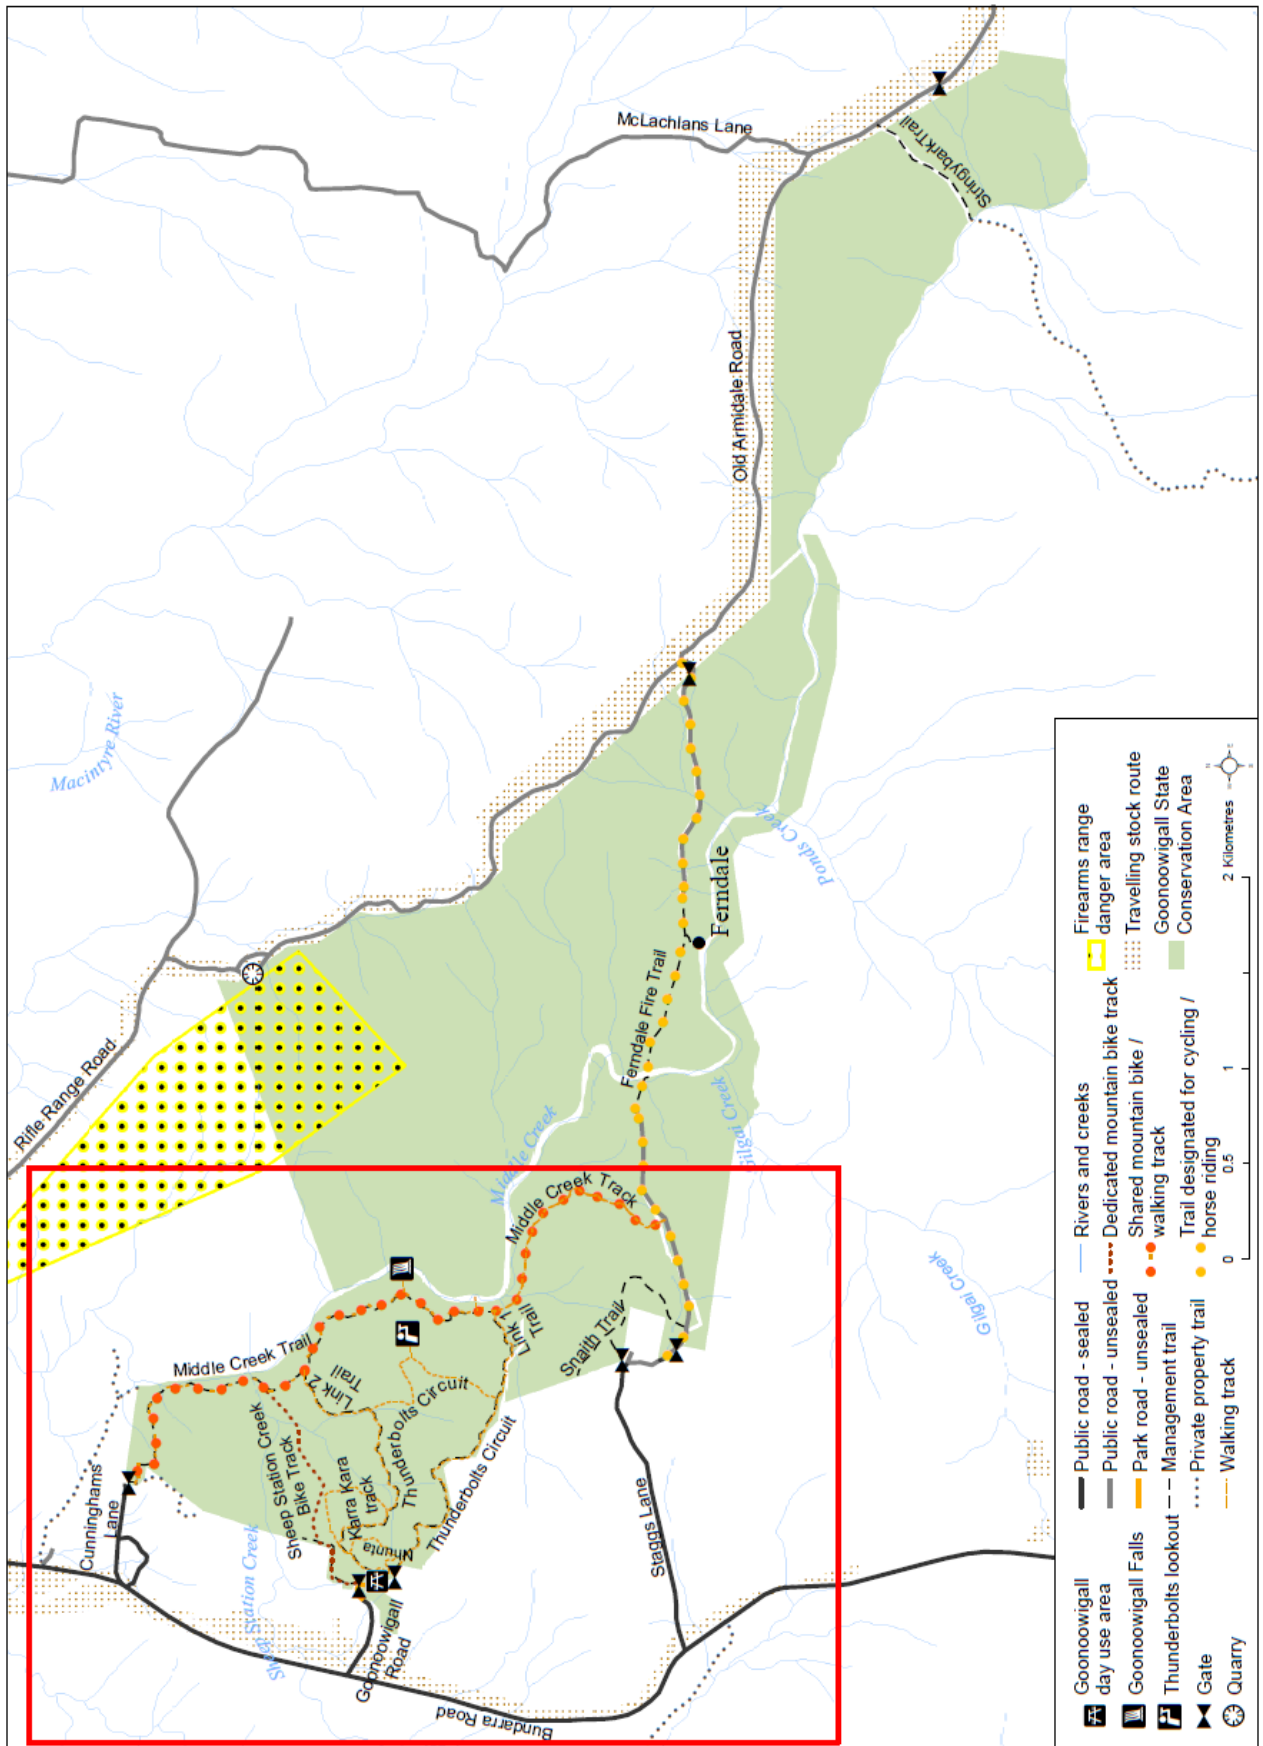 McLachlans Lane
Stringybark Trail
Old Armidale Road
Macintyre River
Rifle Range Road
Ponds Creek
Ferndale
Ferndale Fire Trail
Middle Creek
Gilgai Creek
Middle Creek Track
Middle Creek Trail
Link 1
Trail
Link 2
Trail
Snaith Trail
Thunderbolts Circuit
Thunderbolts Circuit
Cunninghams
Lane
Sheep Station Creek
Bike Track
Karra Kara
track
Nhunta
Sheep Station Creek
Goonoowigall
Road
Staggs Lane
Bundarra Road
Gilgai Creek
Goonoowigall
day use area
Goonoowigall Falls
Thunderbolts lookout
Gate
Quarry
Public road - sealed
Public road - unsealed
Park road - unsealed
Management trail
Private property trail
Walking track
Rivers and creeks
Dedicated mountain bike track
Shared mountain bike /
walking track
Trail designated for cycling /
horse riding
Firearms range
danger area
Travelling stock route
Goonoowigall State
Conservation Area
0 0.5 1 2 Kilometres
N
E
S